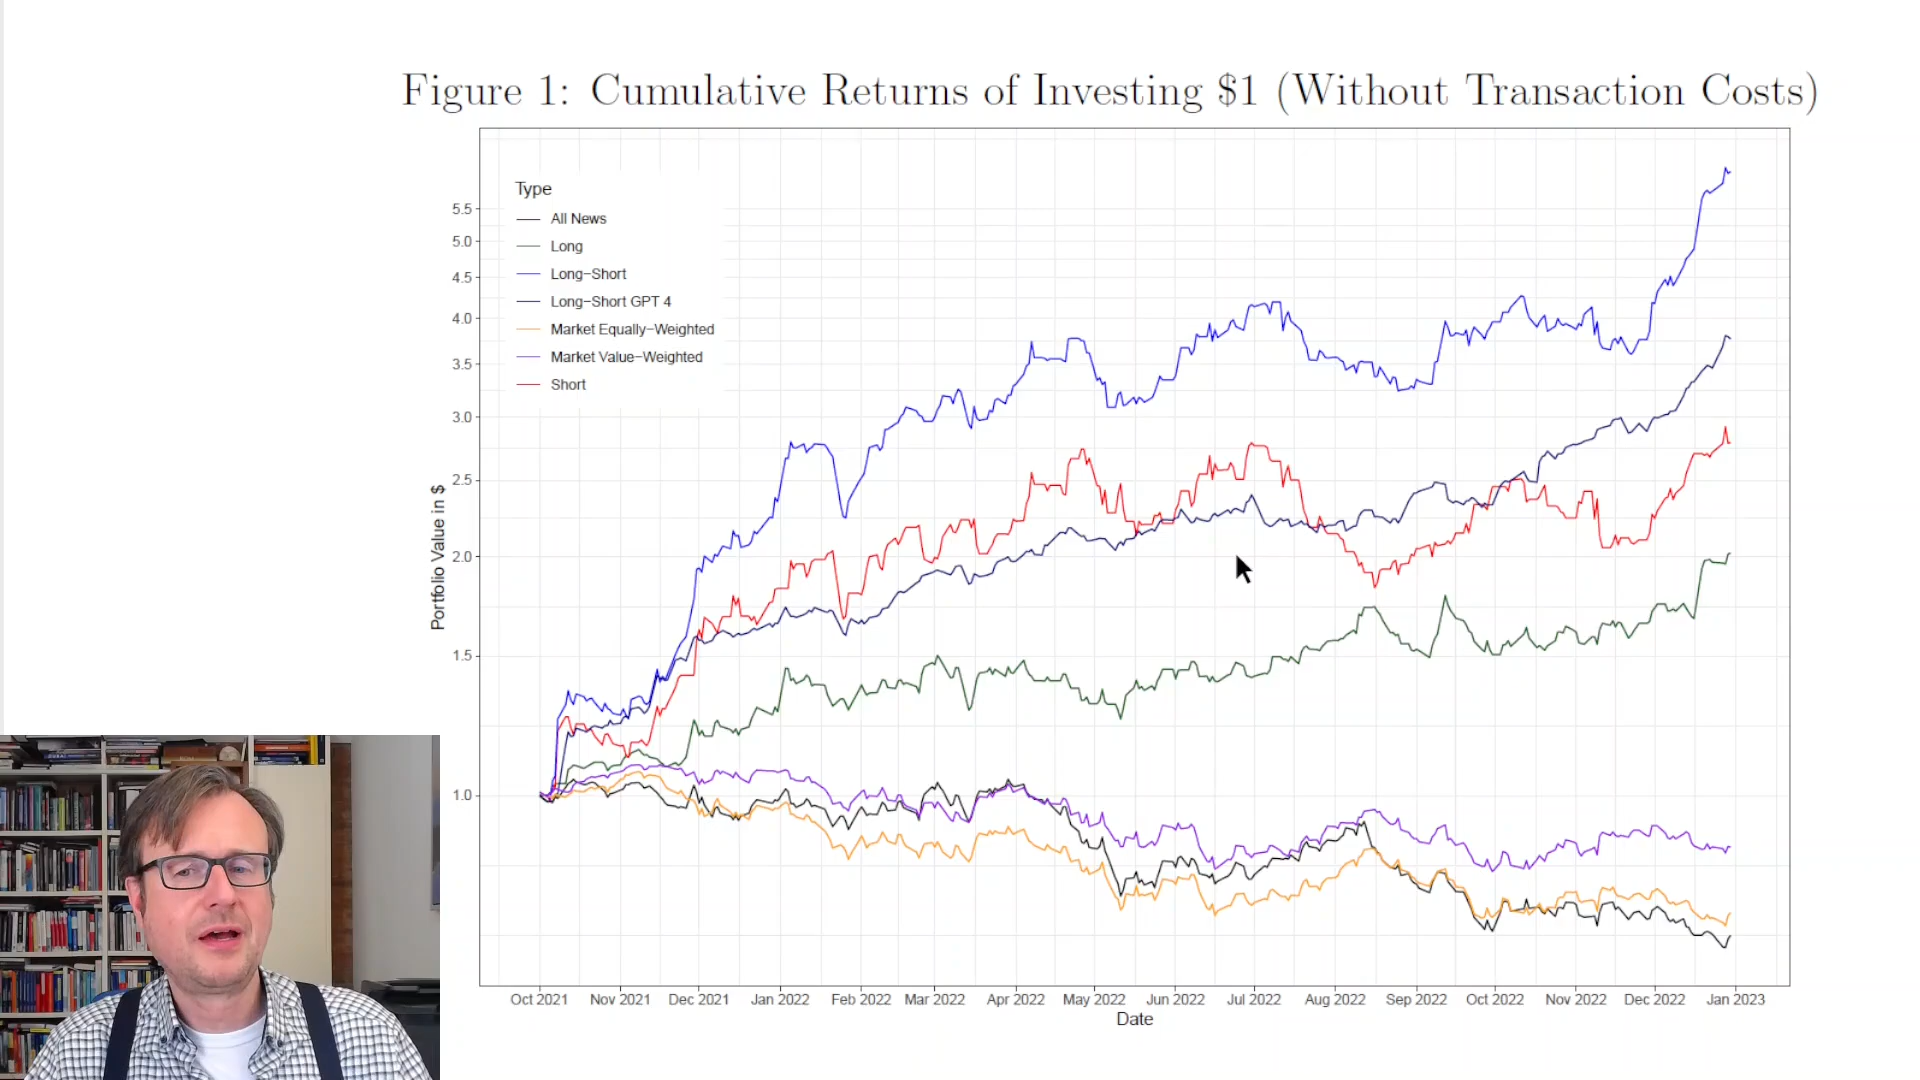 Figure 1: Cumulative Returns of Investing $1 (Without Transaction Costs)
Type
All News
Long
Long−Short
Long−Short GPT 4
Market Equally−Weighted
Market Value−Weighted
Short
5.5
5.0
4.5
4.0
3.5
3.0
2.5
2.0
1.5
1.0
Portfolio Value in $
Oct 2021 Nov 2021 Dec 2021 Jan 2022 Feb 2022 Mar 2022 Apr 2022 May 2022 Jun 2022 Jul 2022 Aug 2022 Sep 2022 Oct 2022 Nov 2022 Dec 2022 Jan 2023
Date